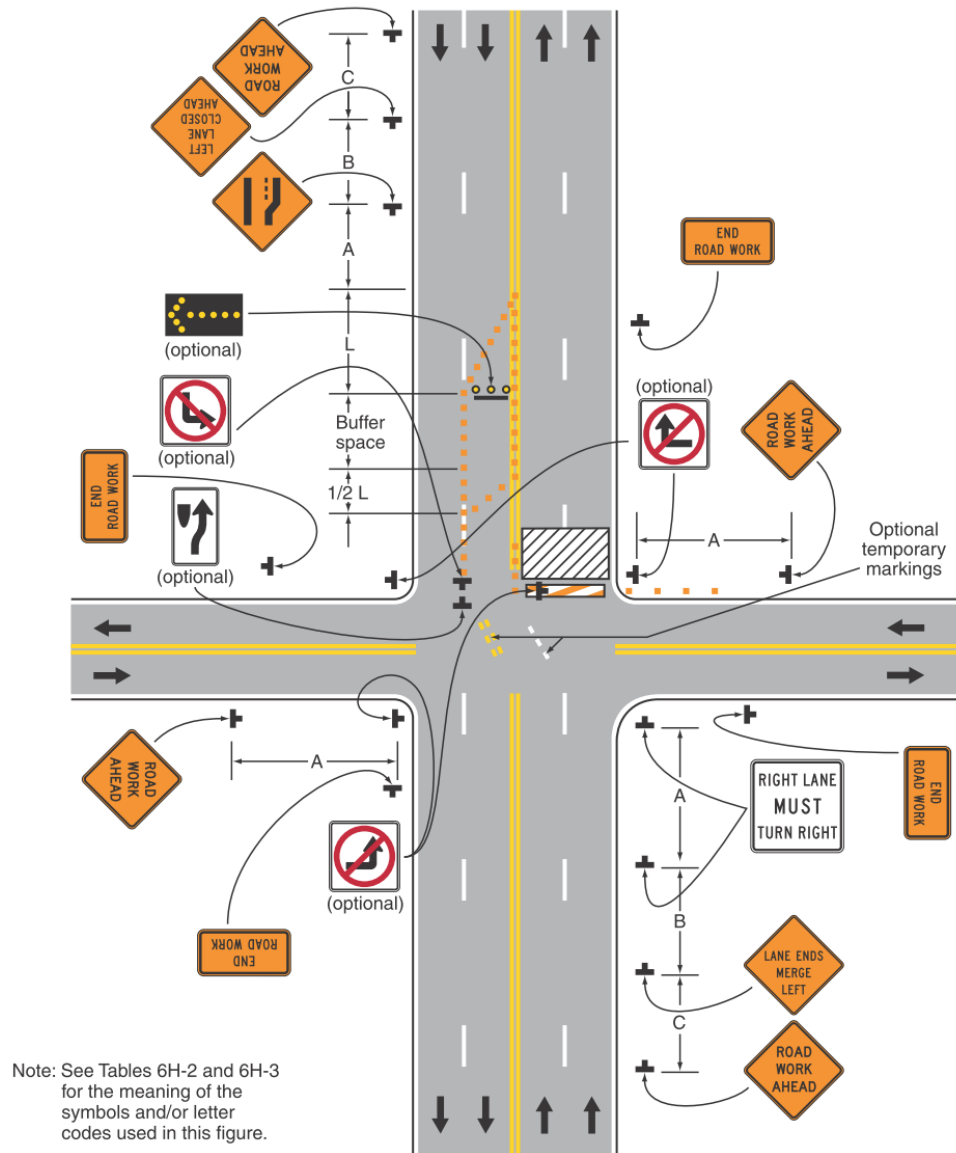 ROAD
WORK
AHEAD
C
LEFT
LANE
CLOSED
AHEAD
B
A
END
ROAD WORK
(optional)
L
(optional)
ROAD
WORK
AHEAD
Buffer
space
(optional)
END
ROAD WORK
1/2 L
(optional)
A
Optional
temporary
markings
ROAD
WORK
AHEAD
A
A
RIGHT LANE
MUST
TURN RIGHT
END
ROAD WORK
(optional)
B
END
ROAD WORK
LANE ENDS
MERGE
LEFT
C
ROAD
WORK
AHEAD
Note: See Tables 6H-2 and 6H-3
for the meaning of the
symbols and/or letter
codes used in this figure.